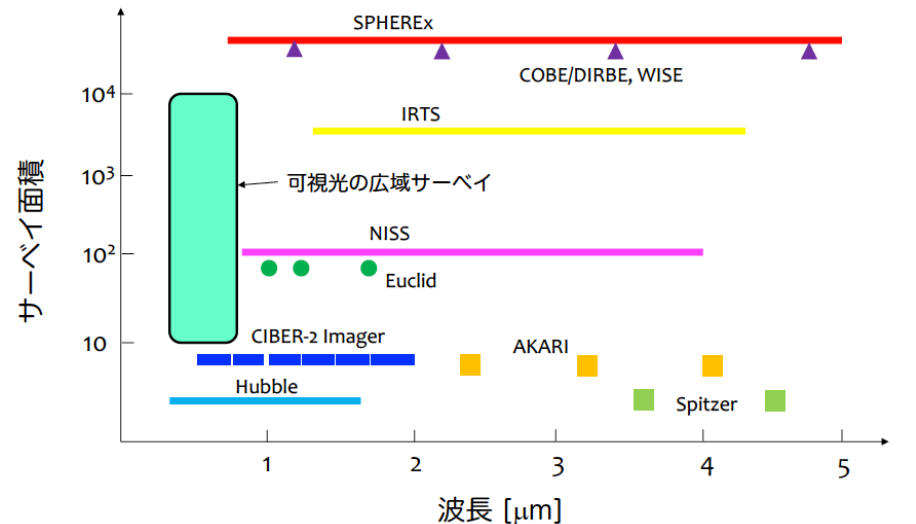 SPHEREx
COBE/DIRBE, WISE
10⁴
IRTS
10³
可視光の広域サーベイ
サーベイ面積
NISS
10²
Euclid
10
CIBER-2 Imager
AKARI
Hubble
Spitzer
1 2 3 4 5
波長 [μm]